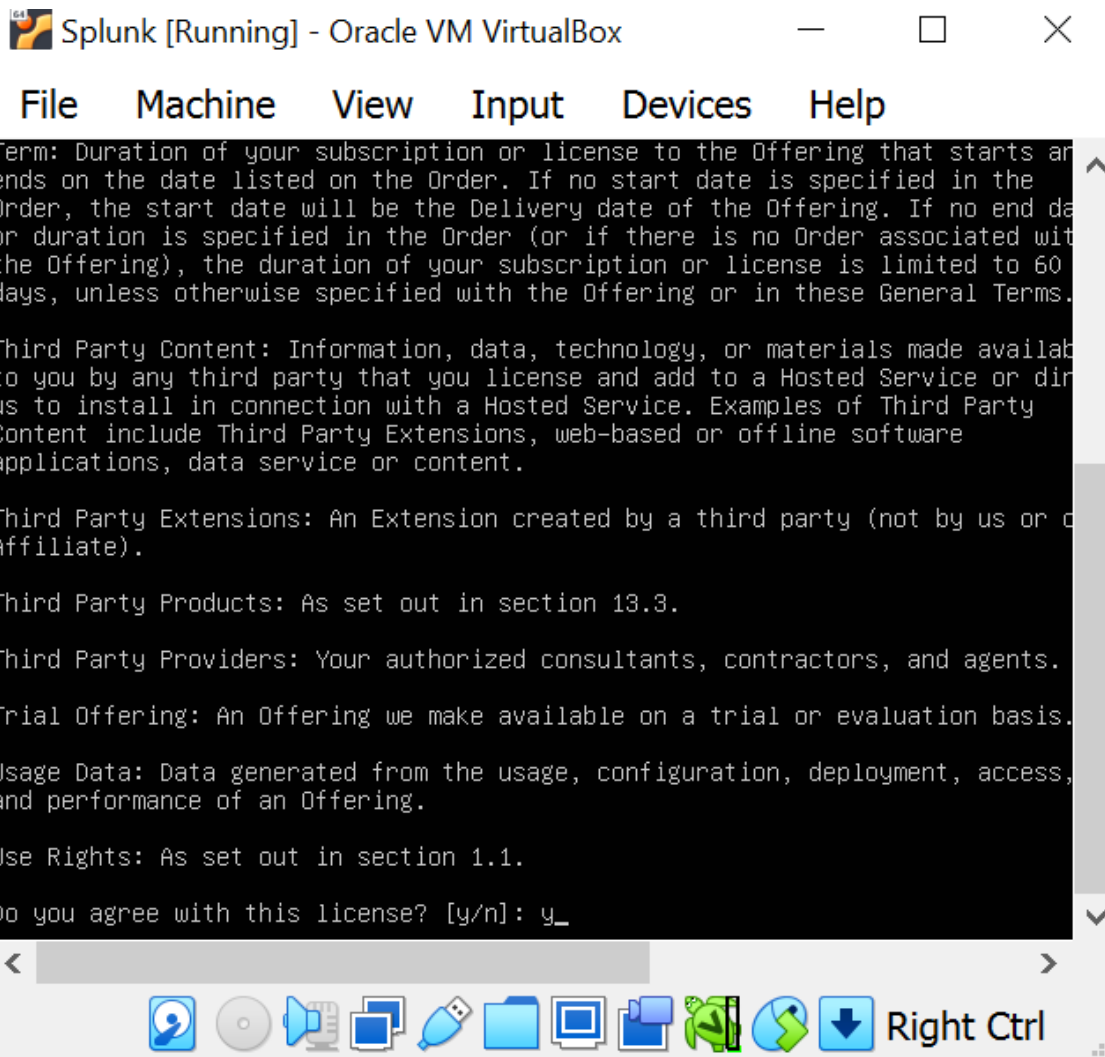 64
Splunk [Running] - Oracle VM VirtualBox
File Machine View Input Devices Help
Term: Duration of your subscription or license to the Offering that starts an
ends on the date listed on the Order. If no start date is specified in the
Order, the start date will be the Delivery date of the Offering. If no end da
or duration is specified in the Order (or if there is no Order associated wit
the Offering), the duration of your subscription or license is limited to 60
days, unless otherwise specified with the Offering or in these General Terms.
Third Party Content: Information, data, technology, or materials made availab
to you by any third party that you license and add to a Hosted Service or dir
us to install in connection with a Hosted Service. Examples of Third Party
Content include Third Party Extensions, web-based or offline software
applications, data service or content.
Third Party Extensions: An Extension created by a third party (not by us or o
Affiliate).
Third Party Products: As set out in section 13.3.
Third Party Providers: Your authorized consultants, contractors, and agents.
Trial Offering: An Offering we make available on a trial or evaluation basis.
Usage Data: Data generated from the usage, configuration, deployment, access,
and performance of an Offering.
Use Rights: As set out in section 1.1.
Do you agree with this license? [y/n]: y_
Right Ctrl